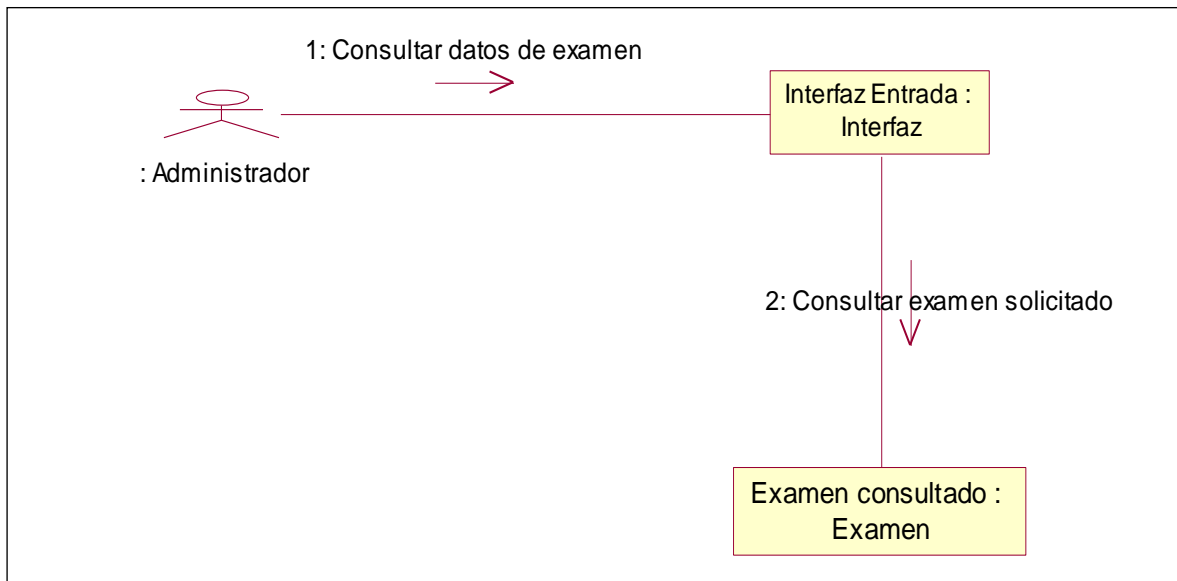 1: Consultar datos de examen
Interfaz Entrada :
Interfaz
: Administrador
2: Consultar examen solicitado
Examen consultado :
Examen